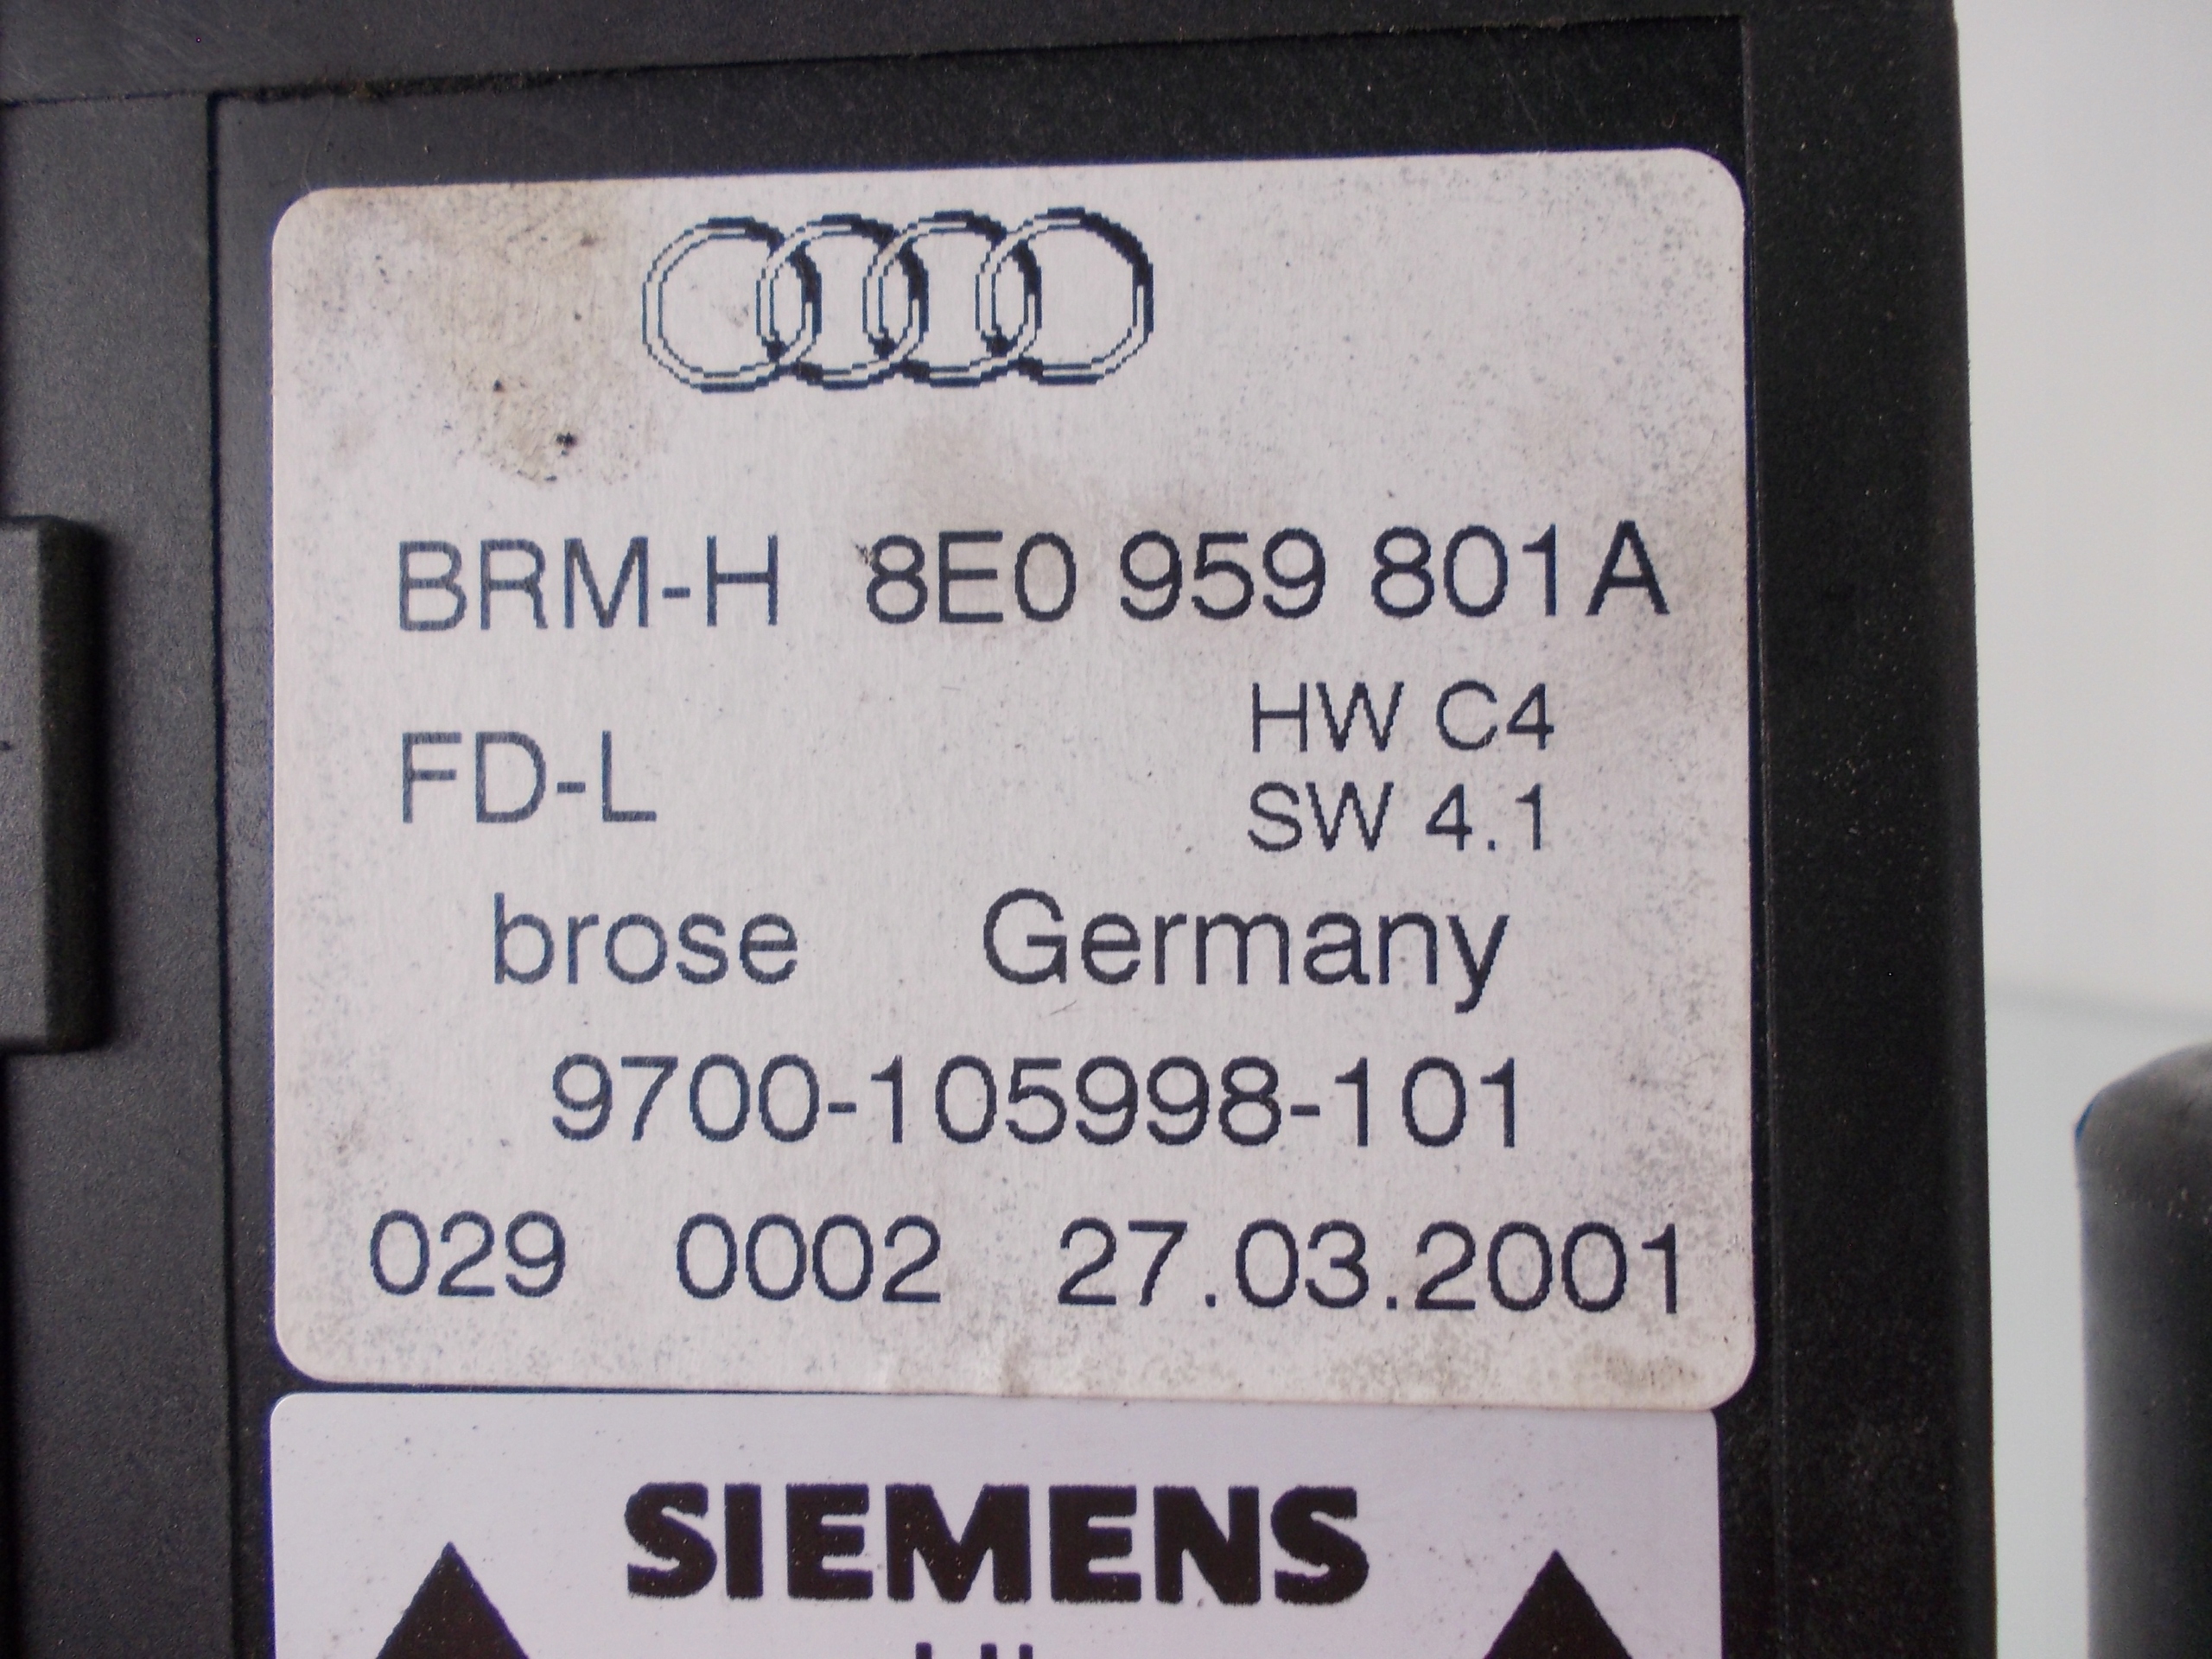 BRM-H 8E0 959 801A
HW C4
FD-L
SW 4.1
brose Germany
9700-105998-101
029 0002 27.03.2001
SIEMENS